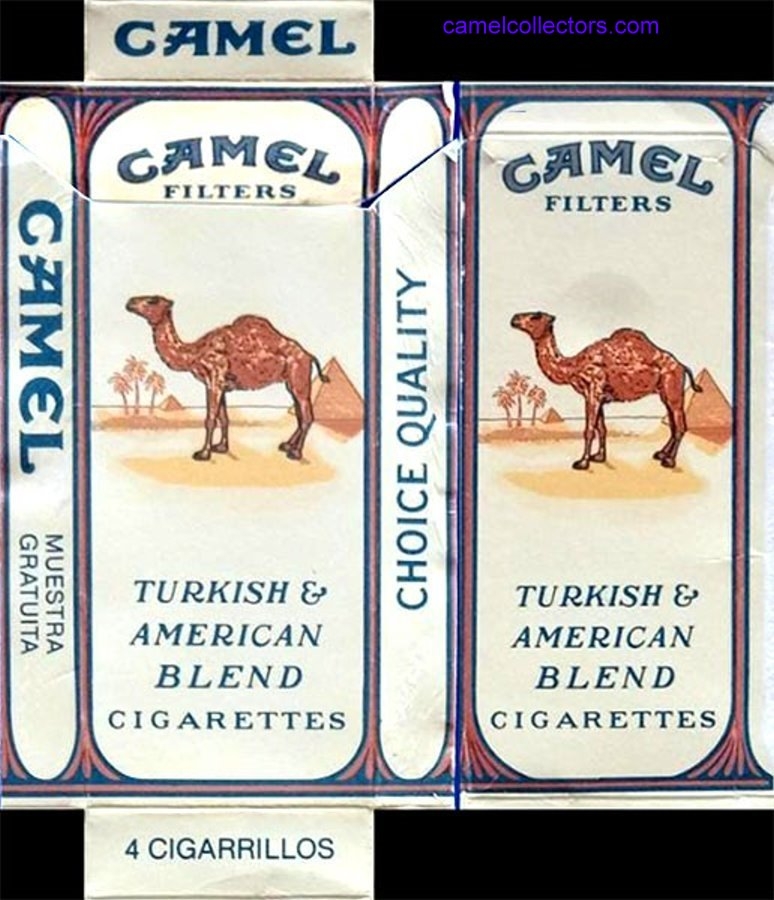 CAMEL
camelcollectors.com
CAMEL
FILTERS
CAMEL
FILTERS
CAMEL
MUESTRA
GRATUITA
CHOICE QUALITY
TURKISH &
AMERICAN
BLEND
CIGARETTES
TURKISH &
AMERICAN
BLEND
CIGARETTES
4 CIGARRILLOS